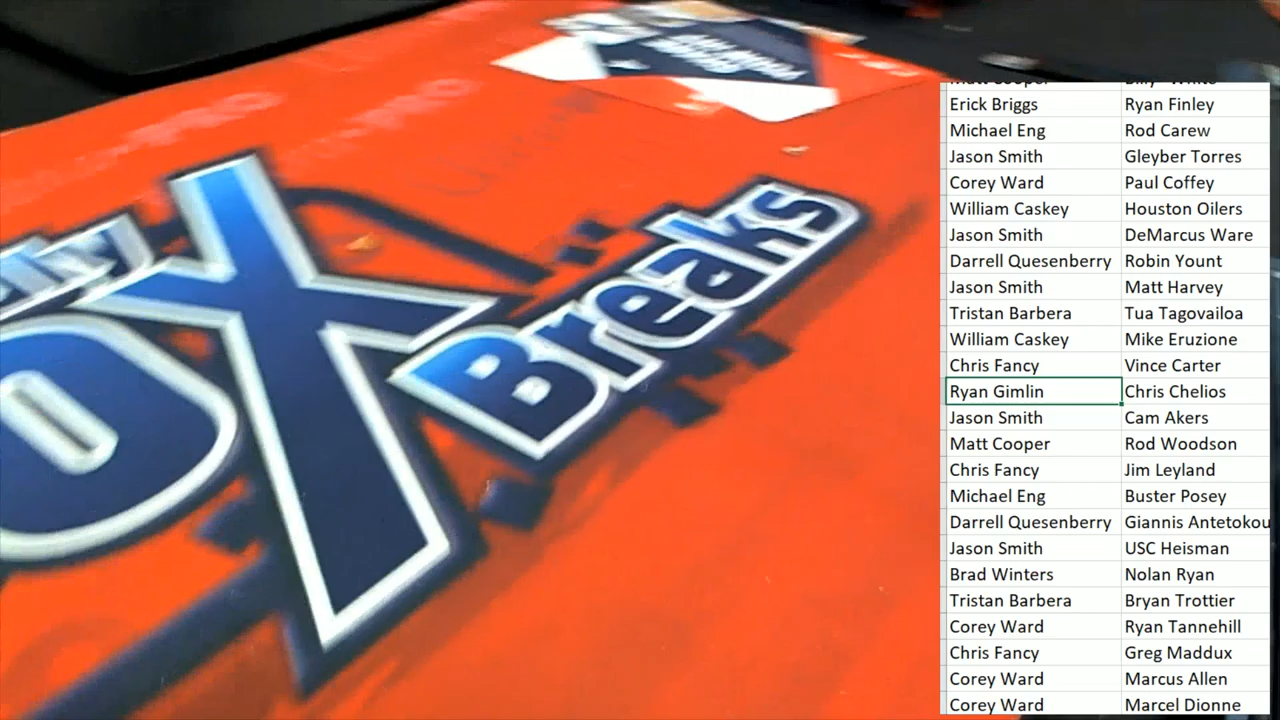 Breaks
Erick Briggs Ryan Finley
Michael Eng Rod Carew
Jason Smith Gleyber Torres
Corey Ward Paul Coffey
William Caskey Houston Oilers
Jason Smith DeMarcus Ware
Darrell Quesenberry Robin Yount
Jason Smith Matt Harvey
Tristan Barbera Tua Tagovailoa
William Caskey Mike Eruzione
Chris Fancy Vince Carter
Ryan Gimlin Chris Chelios
Jason Smith Cam Akers
Matt Cooper Rod Woodson
Chris Fancy Jim Leyland
Michael Eng Buster Posey
Darrell Quesenberry Giannis Antetokou
Jason Smith USC Heisman
Brad Winters Nolan Ryan
Tristan Barbera Bryan Trottier
Corey Ward Ryan Tannehill
Chris Fancy Greg Maddux
Corey Ward Marcus Allen
Corey Ward Marcel Dionne